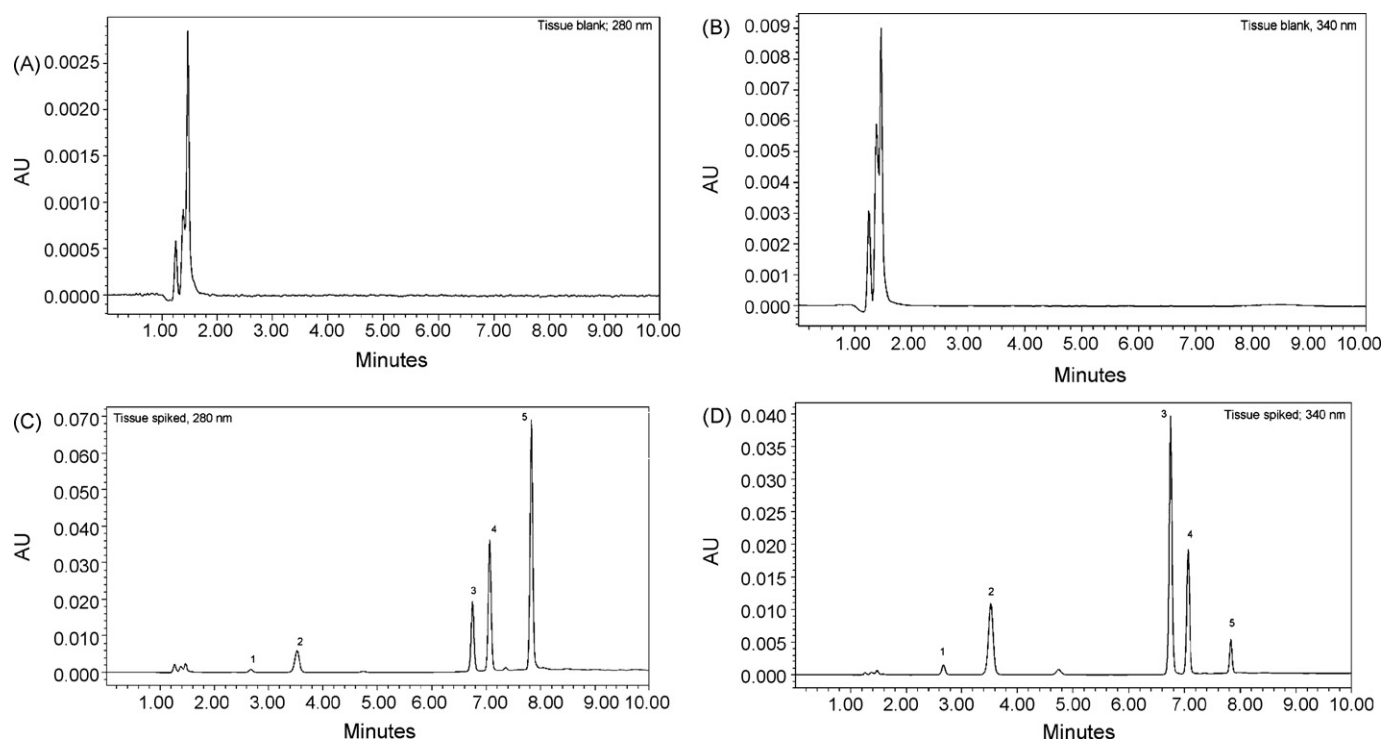 (A)
Tissue blank; 280 nm
AU
0.0025
0.0020
0.0015
0.0010
0.0005
0.0000
1.00 2.00 3.00 4.00 5.00 6.00 7.00 8.00 9.00 10.00
Minutes
(B)
Tissue blank, 340 nm
AU
0.009
0.008
0.007
0.006
0.005
0.004
0.003
0.002
0.001
0.000
1.00 2.00 3.00 4.00 5.00 6.00 7.00 8.00 9.00 10.00
Minutes
(C)
Tissue spiked, 280 nm
AU
0.070
0.060
0.050
0.040
0.030
0.020
0.010
0.000
1
2
3
4
5
1.00 2.00 3.00 4.00 5.00 6.00 7.00 8.00 9.00 10.00
Minutes
(D)
Tissue spiked; 340 nm
AU
0.040
0.035
0.030
0.025
0.020
0.015
0.010
0.005
0.000
1
2
3
4
5
1.00 2.00 3.00 4.00 5.00 6.00 7.00 8.00 9.00 10.00
Minutes